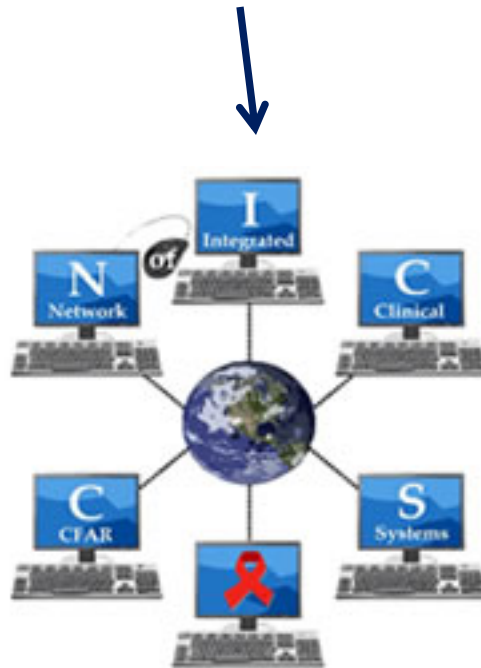 I
Integrated
of
N
Network
C
Clinical
C
CFAR
S
Systems